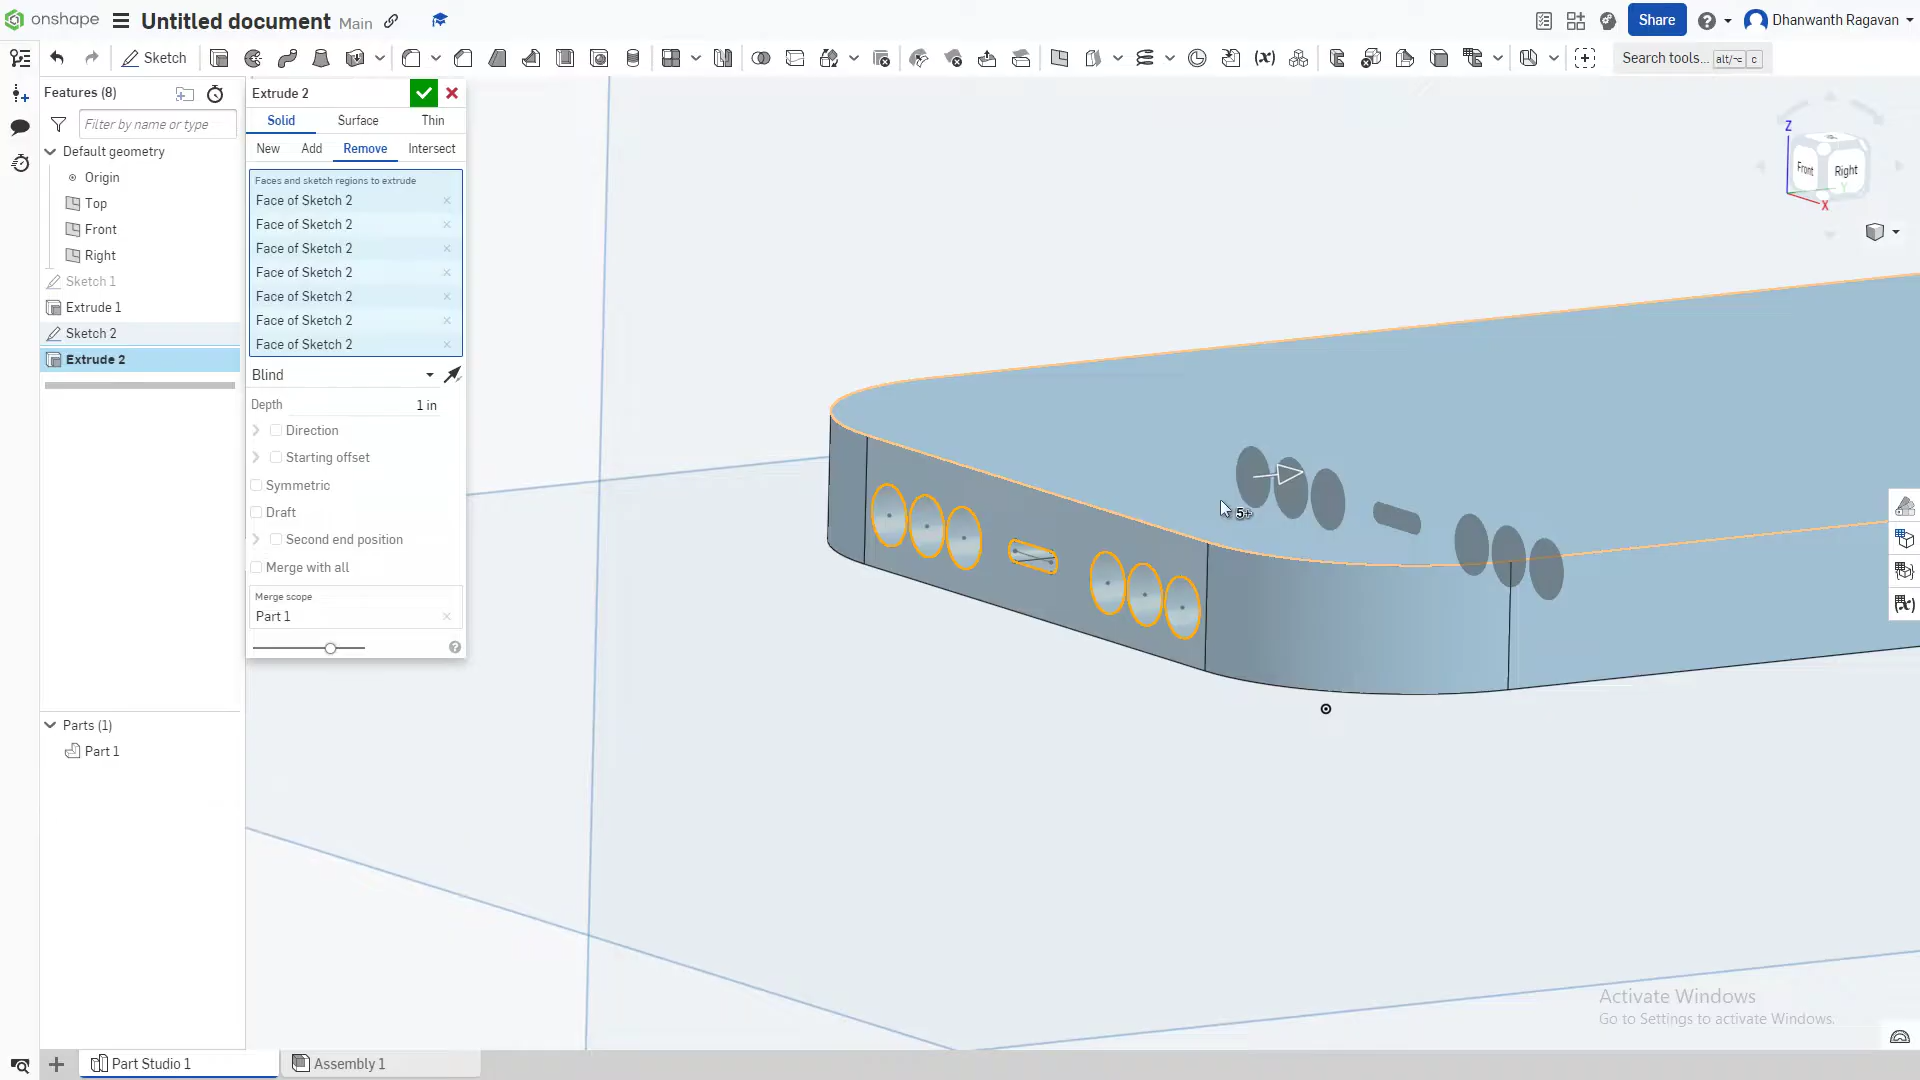 onshape Untitled document Main Share Dhanwanth Ragavan
Sketch Search tools... alt/⌥ c
Features (8)
Filter by name or type
Default geometry
Origin
Top
Front
Right
Sketch 1
Extrude 1
Sketch 2
Extrude 2
Parts (1)
Part 1
Extrude 2
Solid Surface Thin
New Add Remove Intersect
Faces and sketch regions to extrude
Face of Sketch 2
Face of Sketch 2
Face of Sketch 2
Face of Sketch 2
Face of Sketch 2
Face of Sketch 2
Face of Sketch 2
Blind
Depth 1 in
Direction
Starting offset
Symmetric
Draft
Second end position
Merge with all
Merge scope
Part 1
5+
Z
Front Right
Y
X
Activate Windows
Go to Settings to activate Windows.
Part Studio 1 Assembly 1